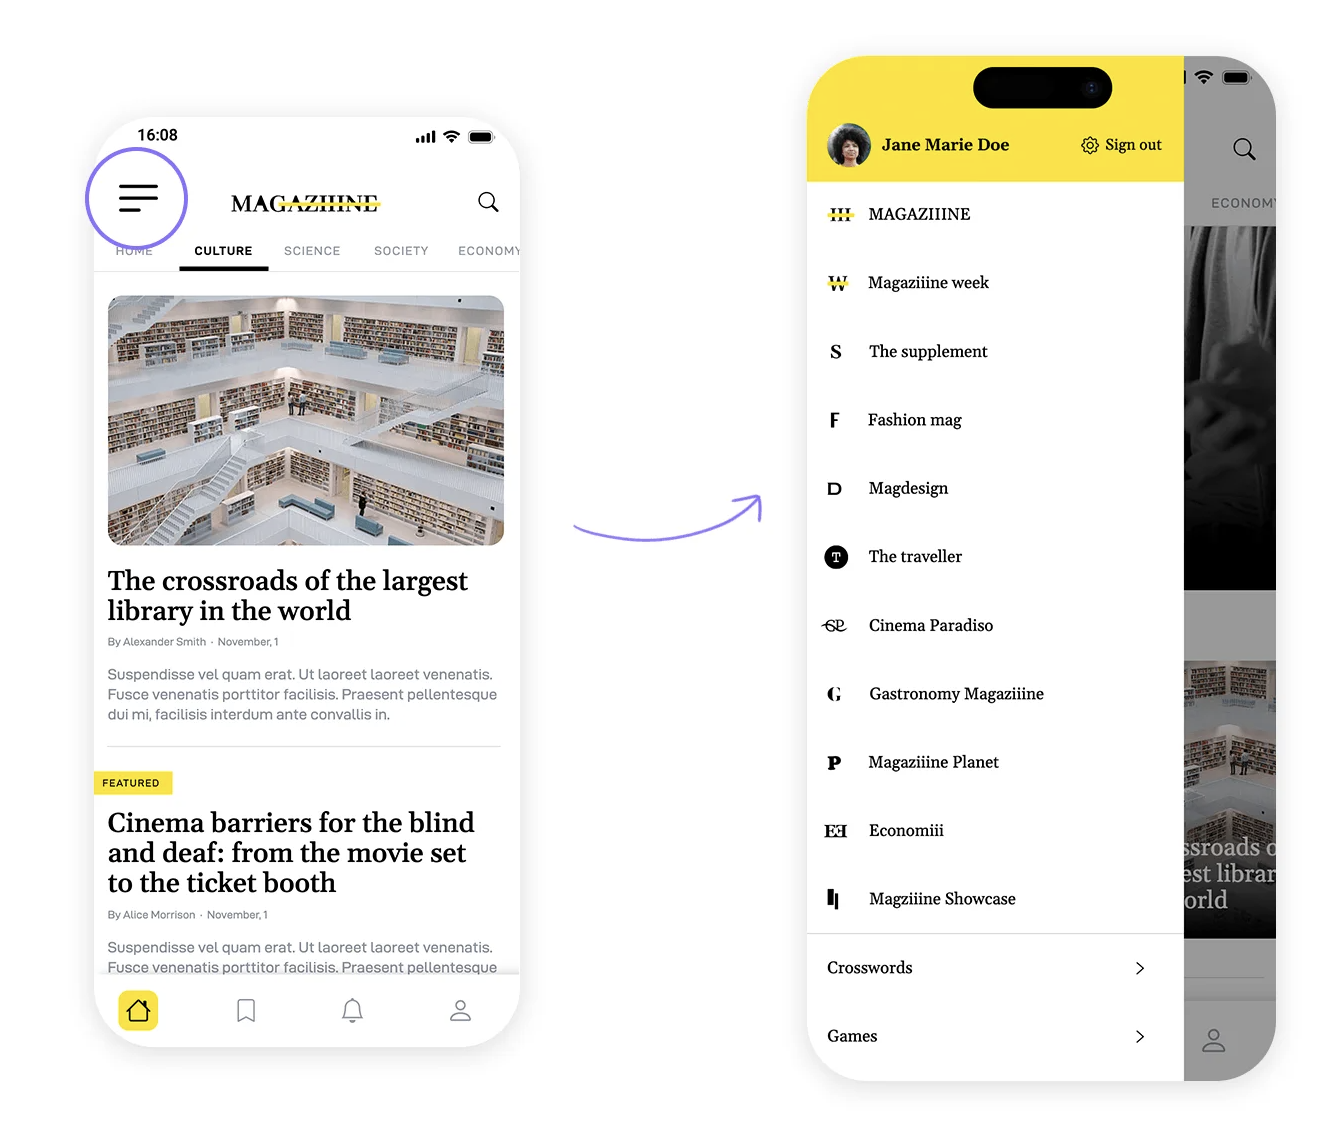 16:08
MAGAZIIINE
HOME CULTURE SCIENCE SOCIETY ECONOMY
The crossroads of the largest
library in the world
By Alexander Smith · November, 1
Suspendisse vel quam erat. Ut laoreet laoreet venenatis.
Fusce venenatis porttitor facilisis. Praesent pellentesque
dui mi, facilisis interdum ante convallis in.
FEATURED
Cinema barriers for the blind
and deaf: from the movie set
to the ticket booth
By Alice Morrison · November, 1
Suspendisse vel quam erat. Ut laoreet laoreet venenatis.
Fusce venenatis porttitor facilisis. Praesent pellentesque
Jane Marie Doe Sign out
III MAGAZIIINE
W Magaziiine week
S The supplement
F Fashion mag
D Magdesign
T The traveller
CP Cinema Paradiso
G Gastronomy Magaziiine
P Magaziiine Planet
EE Economiii
Magziiine Showcase
Crosswords
Games
ECONOMY
ssroads o
est librar
orld